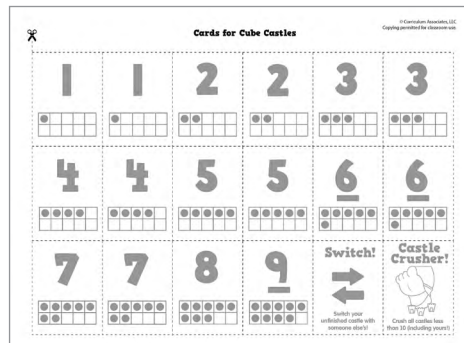 © Curriculum Associates, LLC
Copying permitted for classroom use.
Cards for Cube Castles
1 1 2 2 3 3
4 4 5 5 6 6
7 7 8 9
Switch!
Switch your
unfinished castle with
someone else's!
Castle
Crusher!
Crush all castles less
than 10 (including yours!)